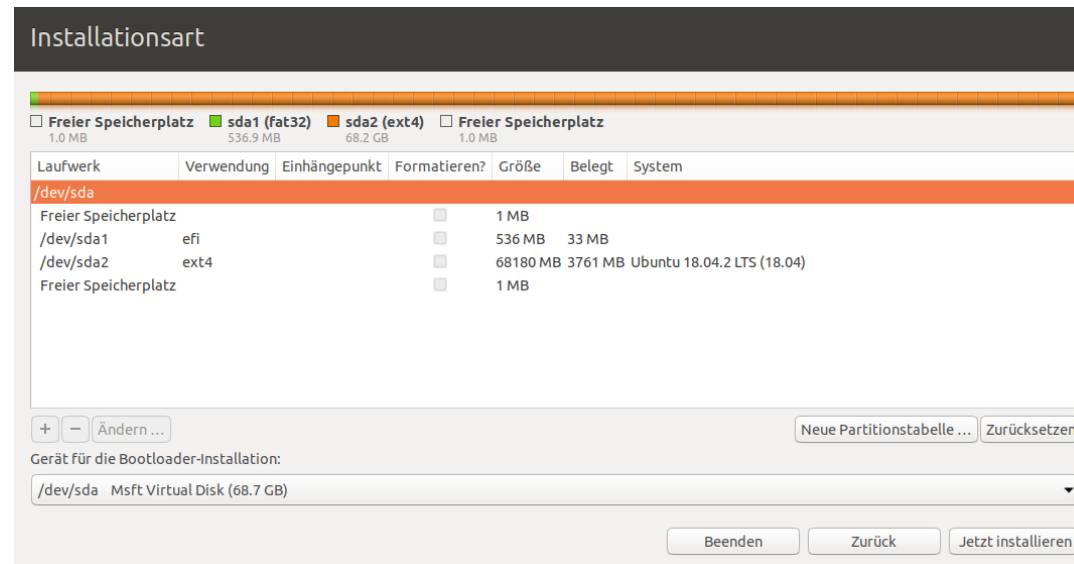 Installationsart
Freier Speicherplatz sda1 (fat32) sda2 (ext4) Freier Speicherplatz
1.0 MB 536.9 MB 68.2 GB 1.0 MB
Laufwerk Verwendung Einhängepunkt Formatieren? Größe Belegt System
/dev/sda
Freier Speicherplatz 1 MB
/dev/sda1 efi 536 MB 33 MB
/dev/sda2 ext4 68180 MB 3761 MB Ubuntu 18.04.2 LTS (18.04)
Freier Speicherplatz 1 MB
+ − Ändern ... Neue Partitionstabelle ... Zurücksetzen
Gerät für die Bootloader-Installation:
/dev/sda Msft Virtual Disk (68.7 GB)
Beenden Zurück Jetzt installieren